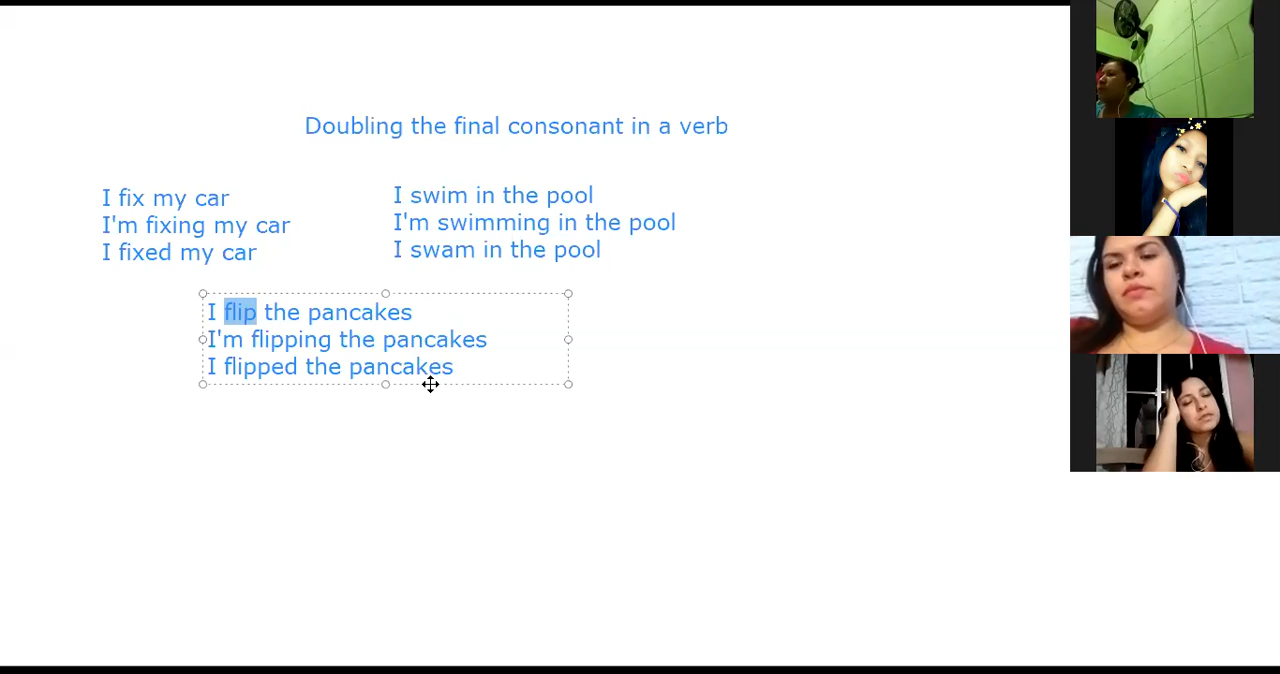 Doubling the final consonant in a verb
I fix my car
I'm fixing my car
I fixed my car
I swim in the pool
I'm swimming in the pool
I swam in the pool
I flip the pancakes
I'm flipping the pancakes
I flipped the pancakes